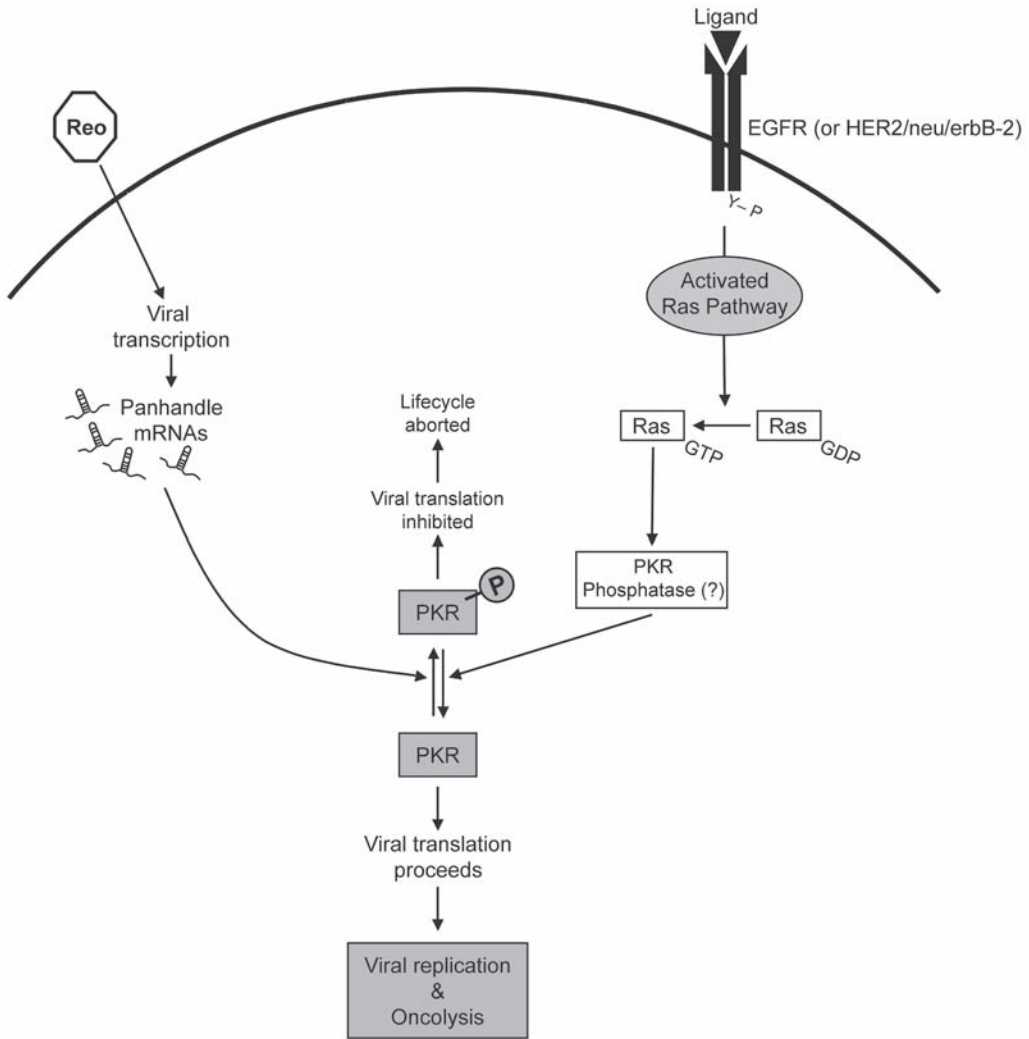 Ligand
Reo
EGFR (or HER2/neu/erbB-2)
Y–P
Activated
Ras Pathway
Viral
transcription
Panhandle
mRNAs
Lifecycle
aborted
Ras
GTP
Ras
GDP
Viral translation
inhibited
PKR
Phosphatase (?)
P
PKR
PKR
Viral translation
proceeds
Viral replication
&
Oncolysis